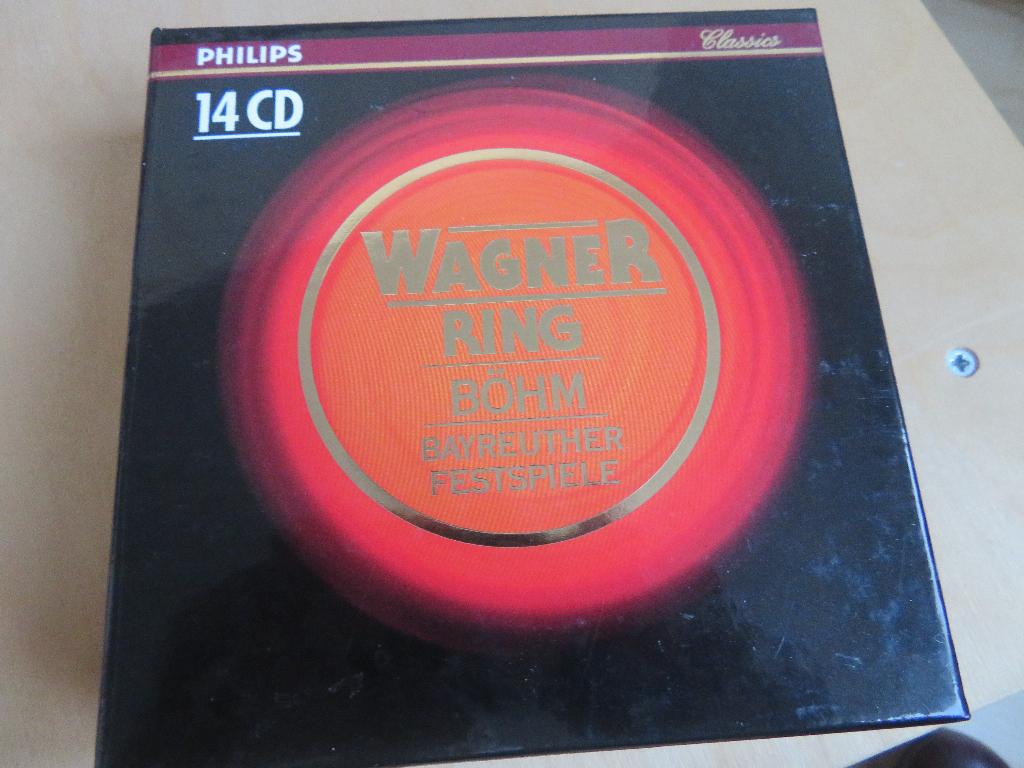 PHILIPS Classics
14 CD
WAGNER
RING
BÖHM
BAYREUTHER
FESTSPIELE